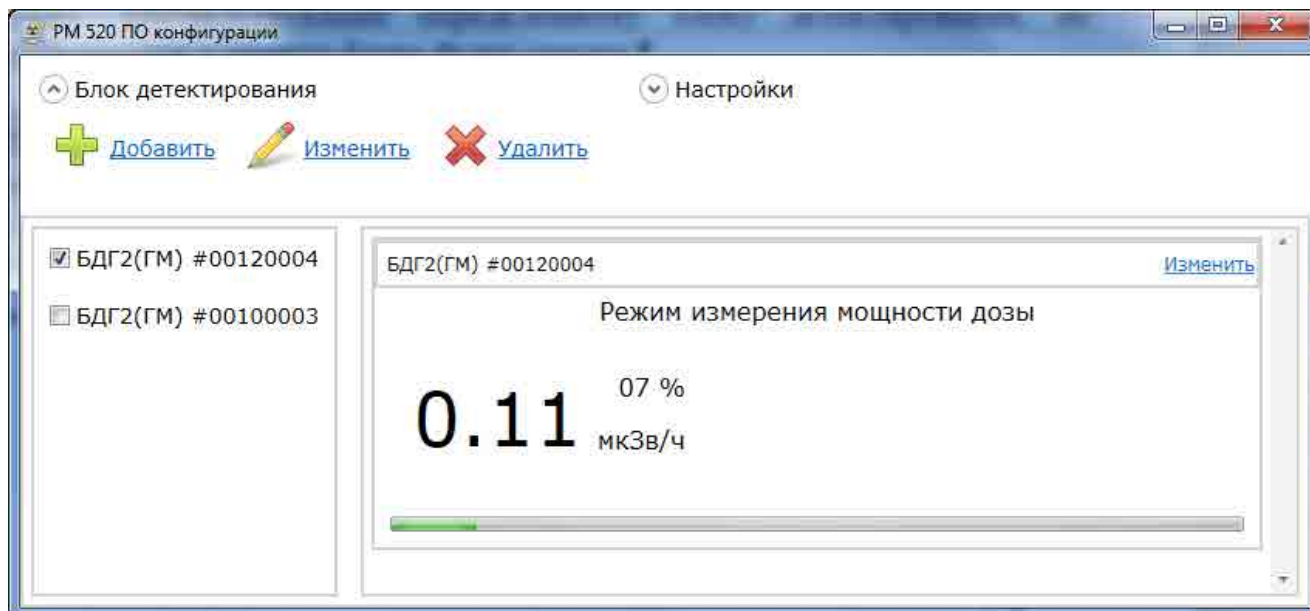 РМ 520 ПО конфигурации
Блок детектирования
Настройки
Добавить
Изменить
Удалить
БДГ2(ГМ) #00120004
БДГ2(ГМ) #00100003
БДГ2(ГМ) #00120004
Изменить
Режим измерения мощности дозы
0.11
07 %
мкЗв/ч